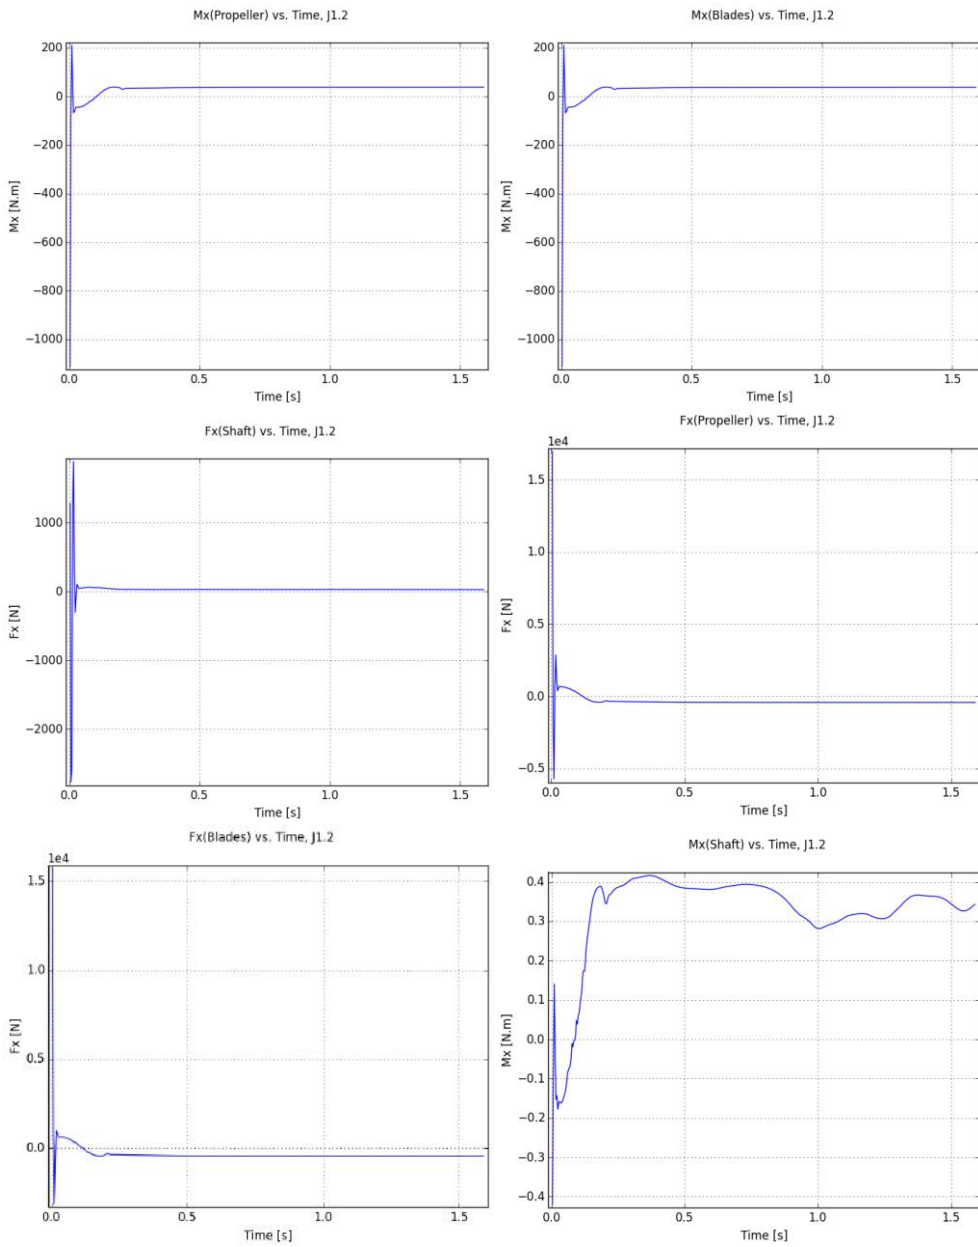 Mx(Propeller) vs. Time, J1.2
200
0
−200
−400
−600
−800
−1000
Mx [N.m]
0.0 0.5 1.0 1.5
Time [s]
Mx(Blades) vs. Time, J1.2
200
0
−200
−400
−600
−800
−1000
Mx [N.m]
0.0 0.5 1.0 1.5
Time [s]
Fx(Shaft) vs. Time, J1.2
1000
0
−1000
−2000
Fx [N]
0.0 0.5 1.0 1.5
Time [s]
Fx(Propeller) vs. Time, J1.2
1e4
1.5
1.0
0.5
0.0
−0.5
Fx [N]
0.0 0.5 1.0 1.5
Time [s]
Fx(Blades) vs. Time, J1.2
1e4
1.5
1.0
0.5
0.0
Fx [N]
0.0 0.5 1.0 1.5
Time [s]
Mx(Shaft) vs. Time, J1.2
0.4
0.3
0.2
0.1
0.0
−0.1
−0.2
−0.3
−0.4
Mx [N.m]
0.0 0.5 1.0 1.5
Time [s]